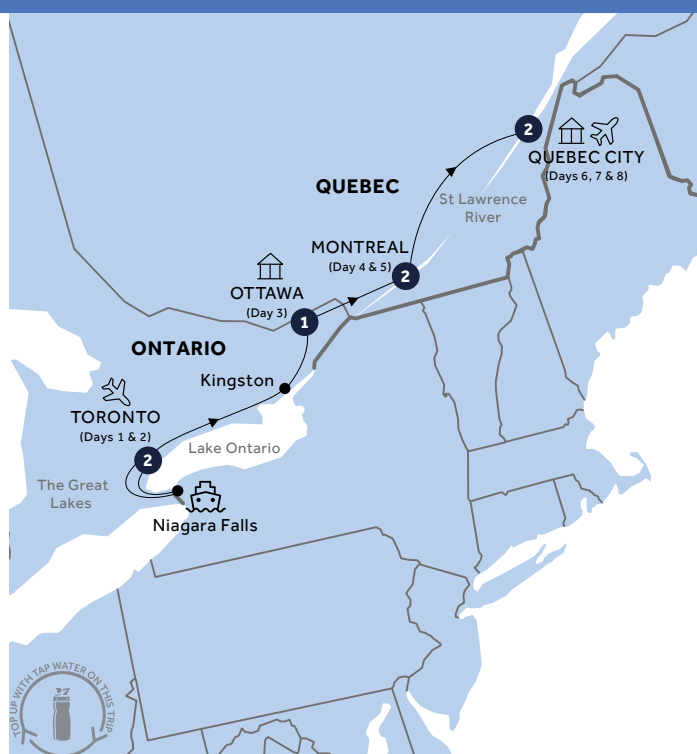 2
QUEBEC CITY
(Days 6, 7 & 8)
QUEBEC
St Lawrence
River
MONTREAL
(Day 4 & 5)
2
OTTAWA
(Day 3)
1
ONTARIO
Kingston
TORONTO
(Days 1 & 2)
2
Lake Ontario
The Great
Lakes
Niagara Falls
TOP UP WITH TAP WATER ON THIS TRIP